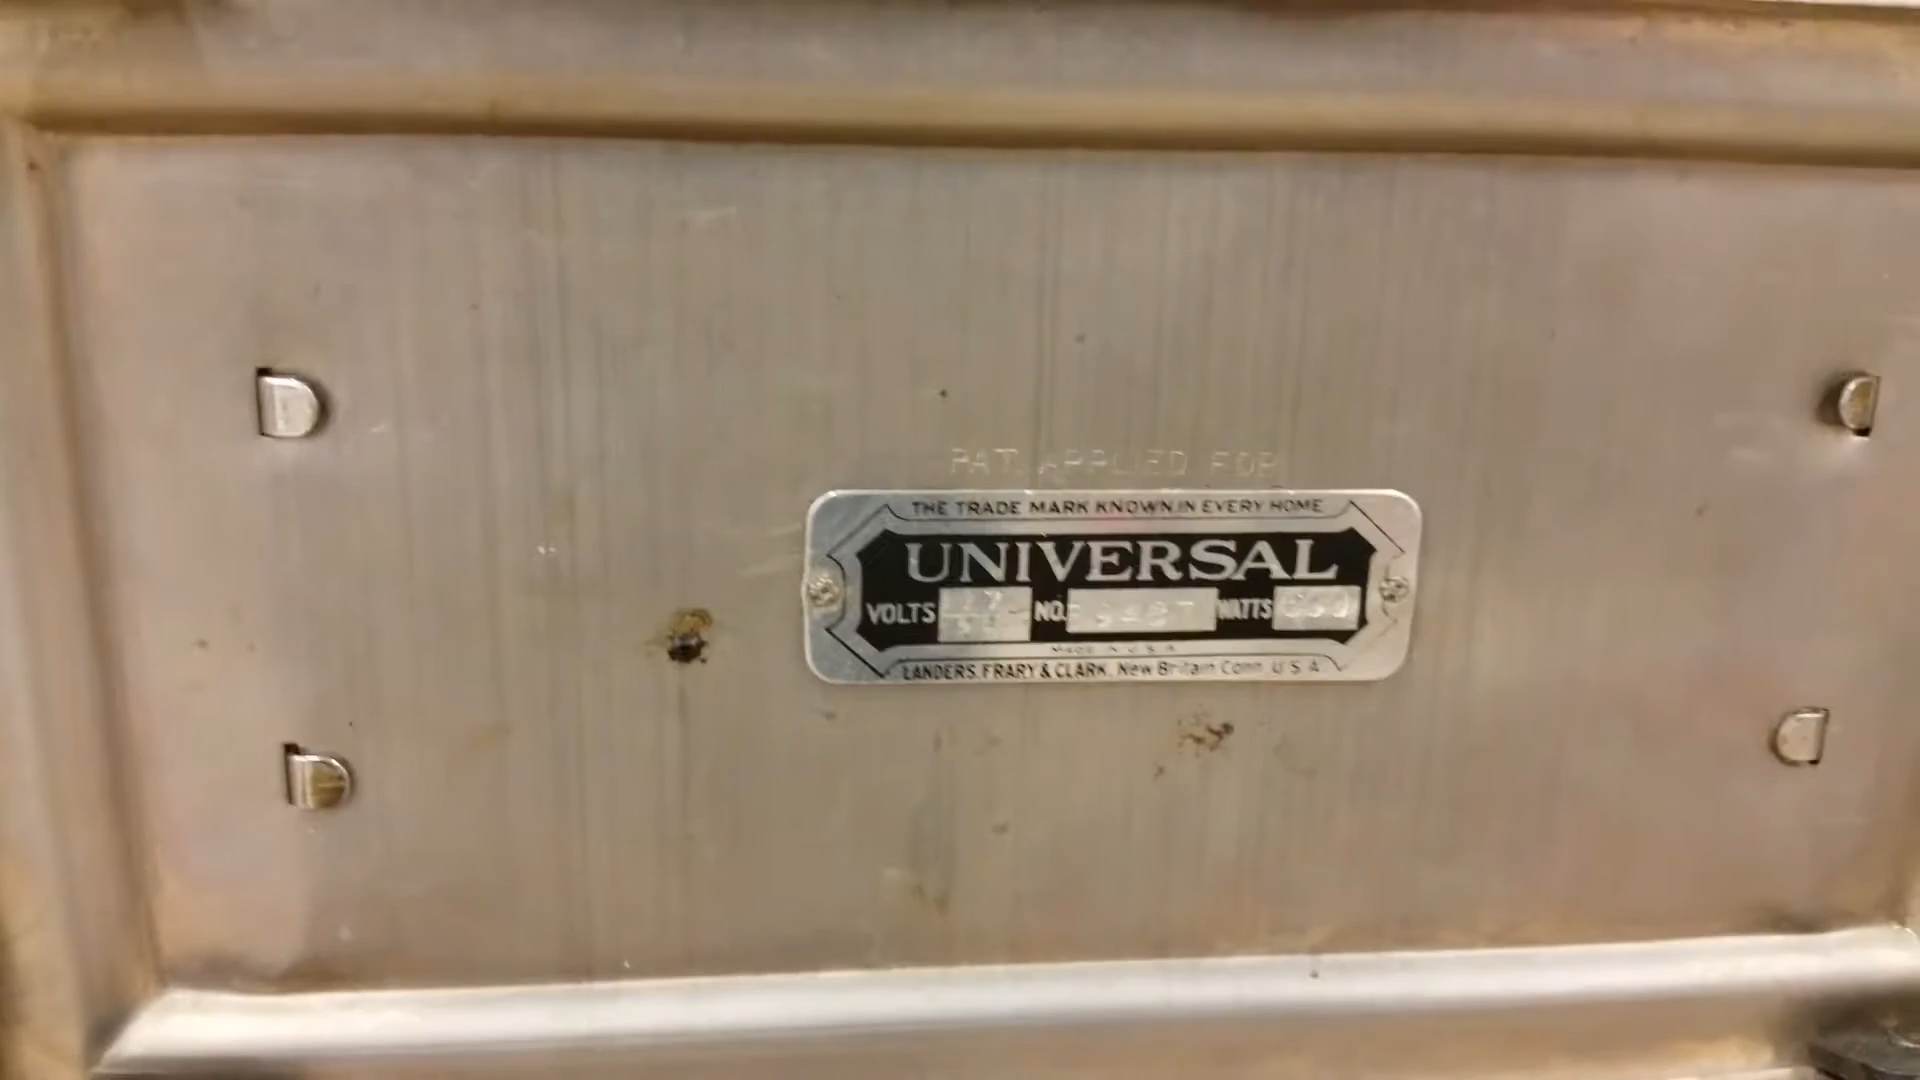 PAT. APPLIED FOR
THE TRADE MARK KNOWN IN EVERY HOME
UNIVERSAL
VOLTS NO. WATTS
MADE IN U.S.A.
LANDERS, FRARY & CLARK, New Britain Conn. U.S.A.